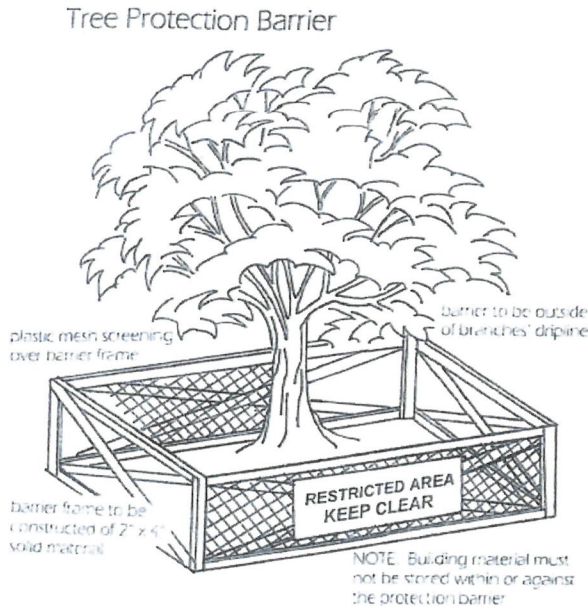 Tree Protection Barrier
plastic mesh screening
over barrier frame
barrier to be outside
of branches' dripline
RESTRICTED AREA
KEEP CLEAR
barrier frame to be
constructed of 2" x 4"
solid material
NOTE: Building material must
not be stored within or against
the protection barrier